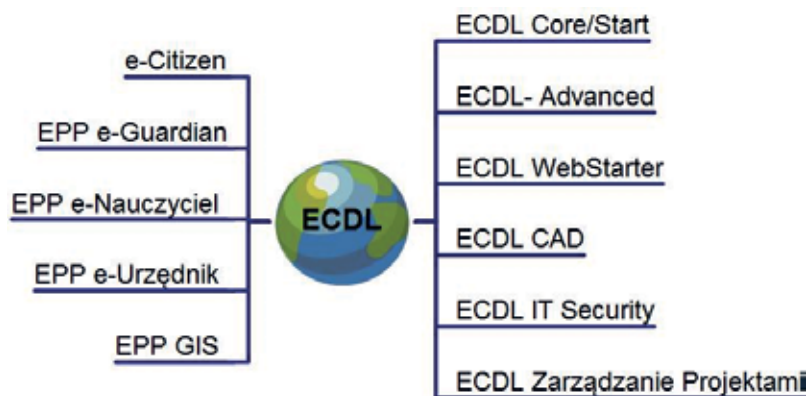 e-Citizen
EPP e-Guardian
EPP e-Nauczyciel
EPP e-Urzędnik
EPP GIS
ECDL
ECDL Core/Start
ECDL- Advanced
ECDL WebStarter
ECDL CAD
ECDL IT Security
ECDL Zarządzanie Projektami